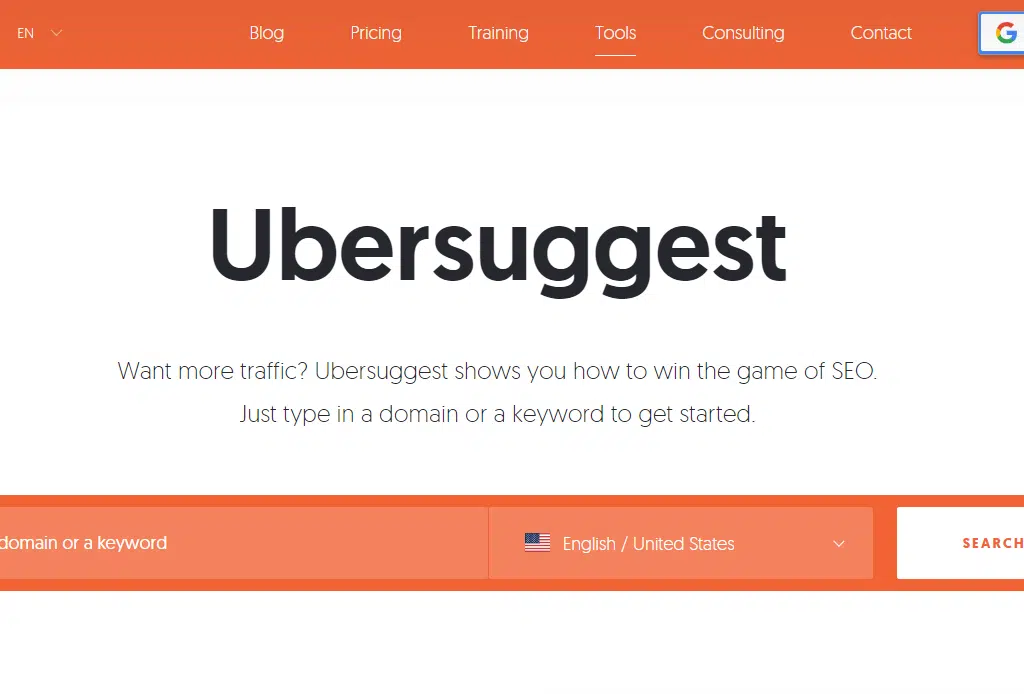 EN
Blog
Pricing
Training
Tools
Consulting
Contact
Ubersuggest
Want more traffic? Ubersuggest shows you how to win the game of SEO.
Just type in a domain or a keyword to get started.
domain or a keyword
English / United States
SEARCH